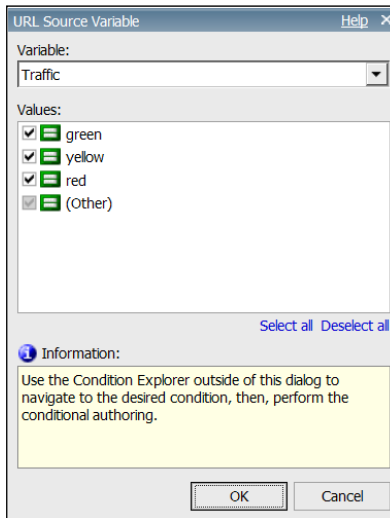 URL Source Variable Help X
Variable:
Traffic
Values:
green
yellow
red
(Other)
Select all Deselect all
Information:
Use the Condition Explorer outside of this dialog to
navigate to the desired condition, then, perform the
conditional authoring.
OK Cancel